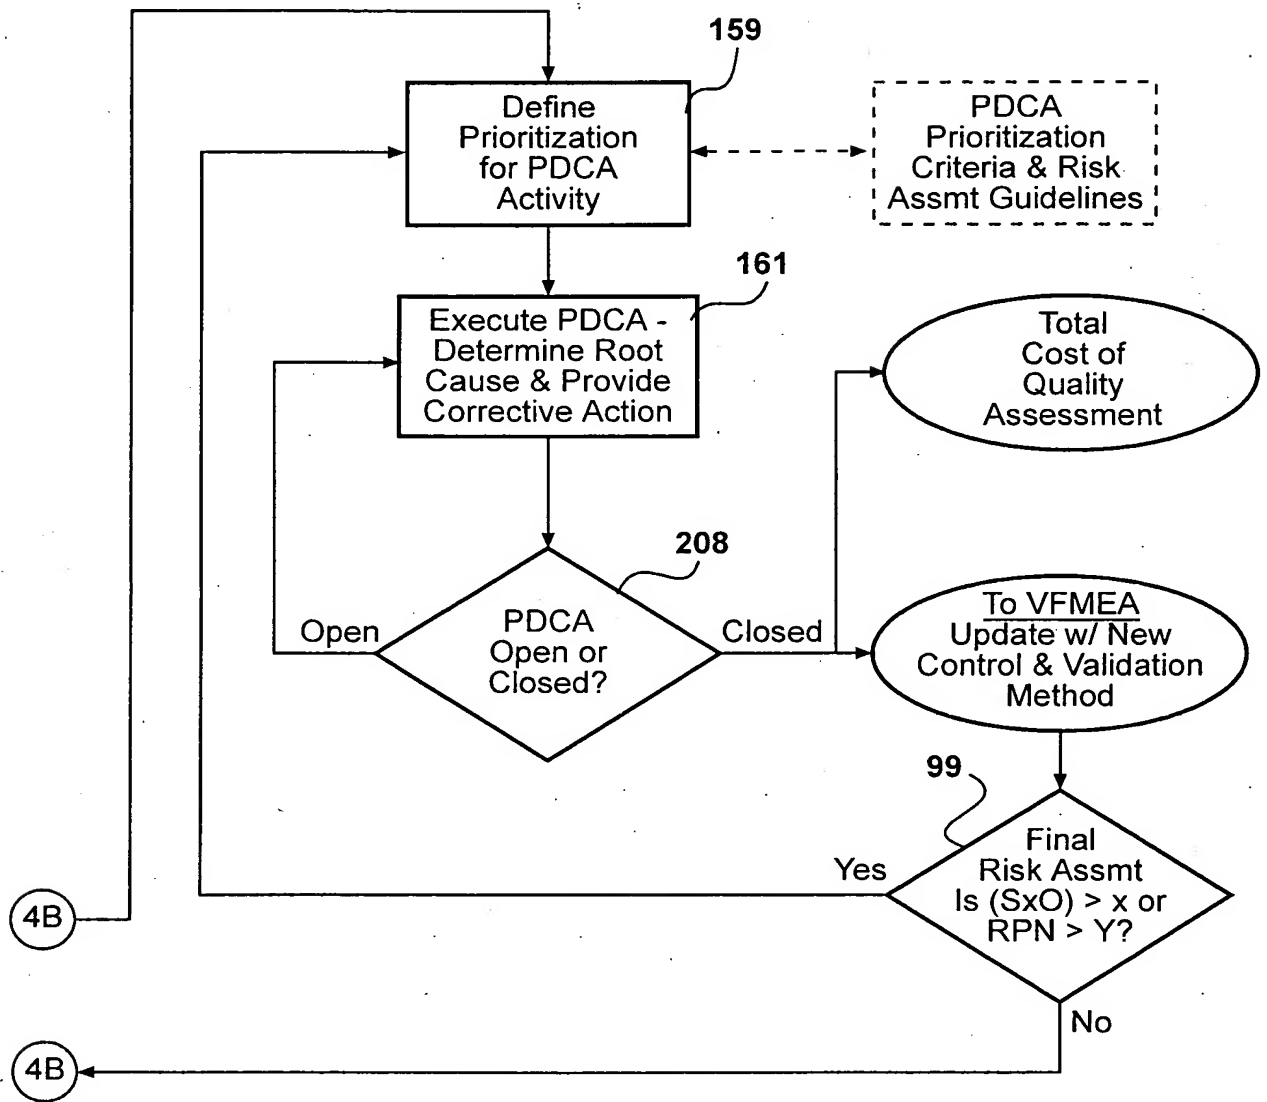 159
Define
Prioritization
for PDCA
Activity
PDCA
Prioritization
Criteria & Risk
Assmt Guidelines
161
Execute PDCA -
Determine Root
Cause & Provide
Corrective Action
Total
Cost of
Quality
Assessment
208
Open
PDCA
Open or
Closed?
Closed
To VFMEA
Update w/ New
Control & Validation
Method
99
Yes
Final
Risk Assmt
Is (SxO) > x or
RPN > Y?
4B
No
4B